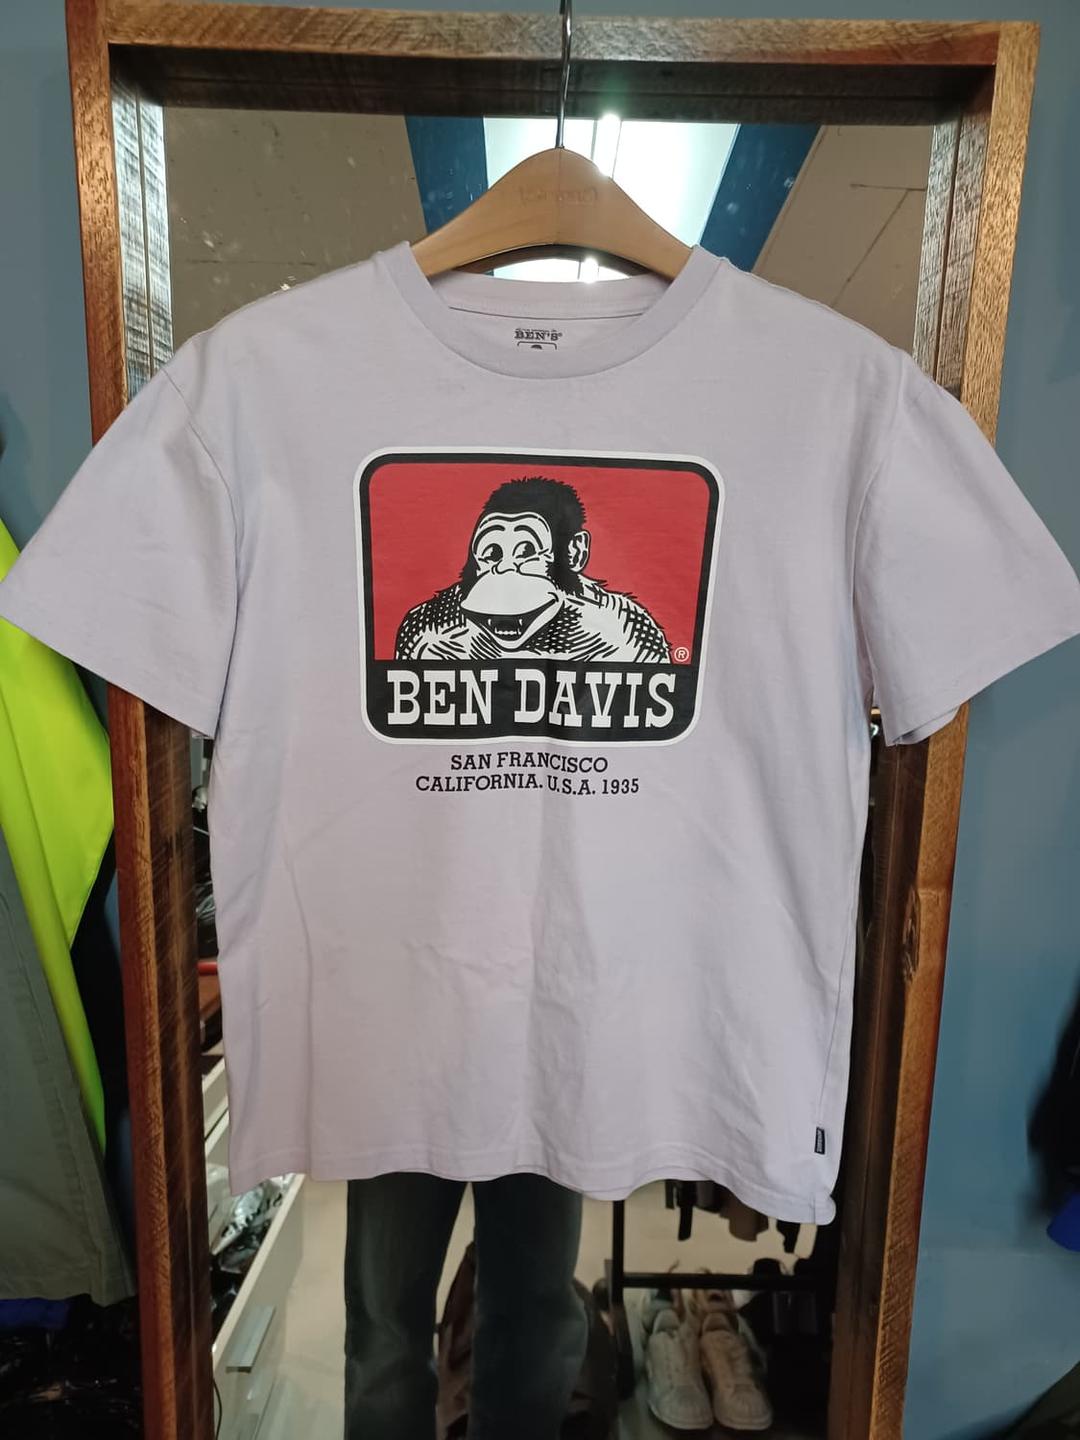 BEN'S®
®
BEN DAVIS
SAN FRANCISCO
CALIFORNIA. U.S.A. 1935